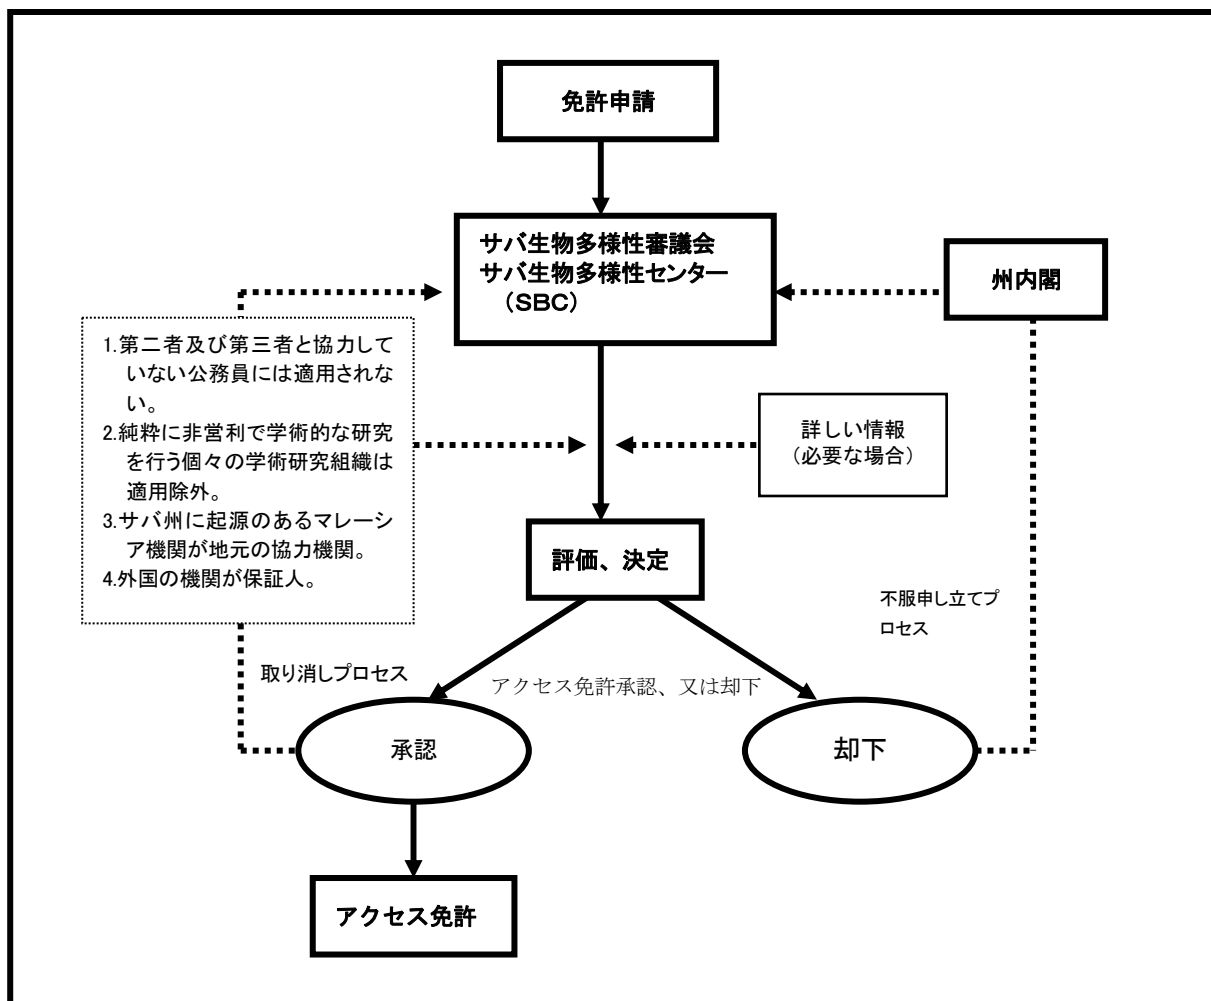 免許申請
サバ生物多様性審議会
サバ生物多様性センター
（SBC）
州内閣
1.第二者及び第三者と協力して
いない公務員には適用されな
い。
2.純粋に非営利で学術的な研究
を行う個々の学術研究組織は
適用除外。
3.サバ州に起源のあるマレーシ
ア機関が地元の協力機関。
4.外国の機関が保証人。
詳しい情報
（必要な場合）
評価、決定
不服申し立てプ
ロセス
取り消しプロセス
アクセス免許承認、又は却下
承認
却下
アクセス免許